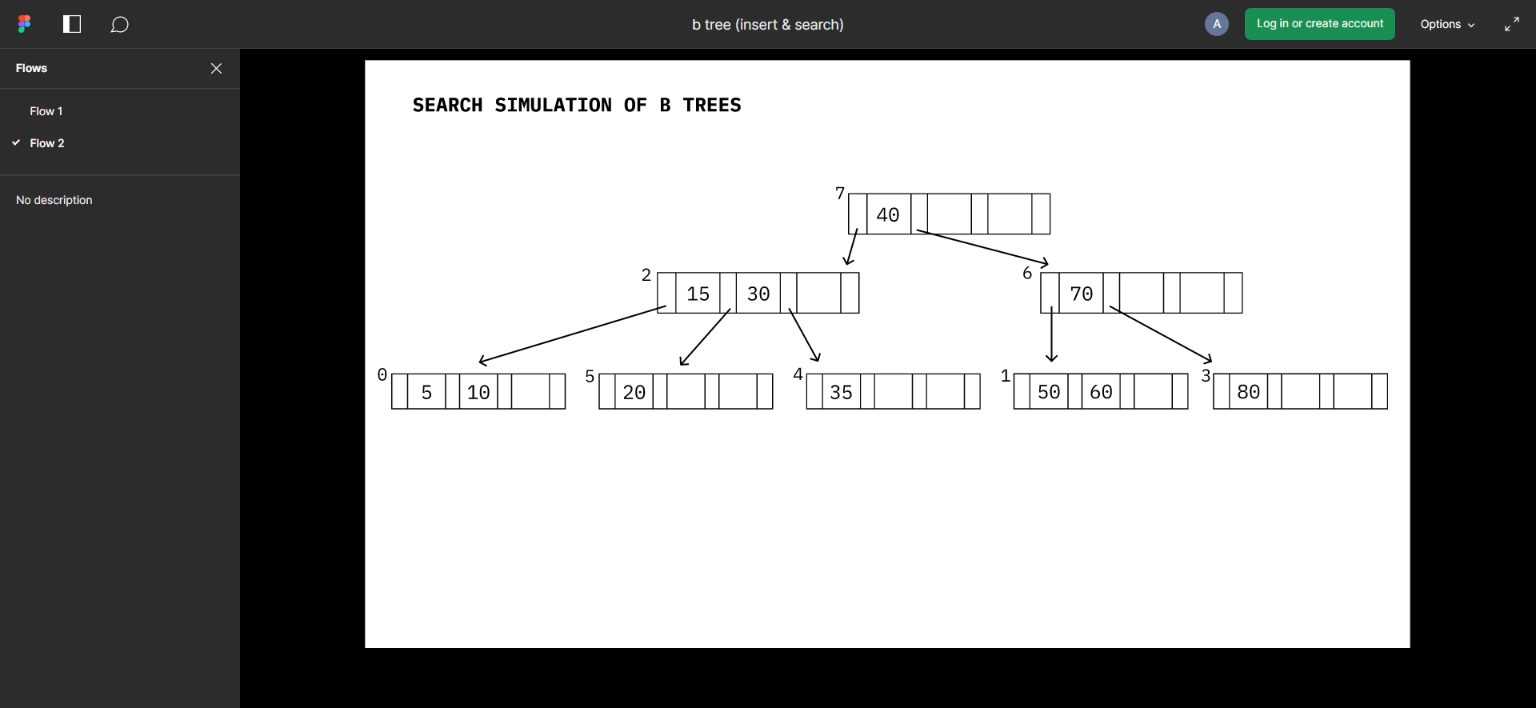 b tree (insert & search)
A
Log in or create account
Options
Flows
Flow 1
Flow 2
No description
SEARCH SIMULATION OF B TREES
7
40
2
15 30
6
70
0
5 10
5
20
4
35
1
50 60
3
80